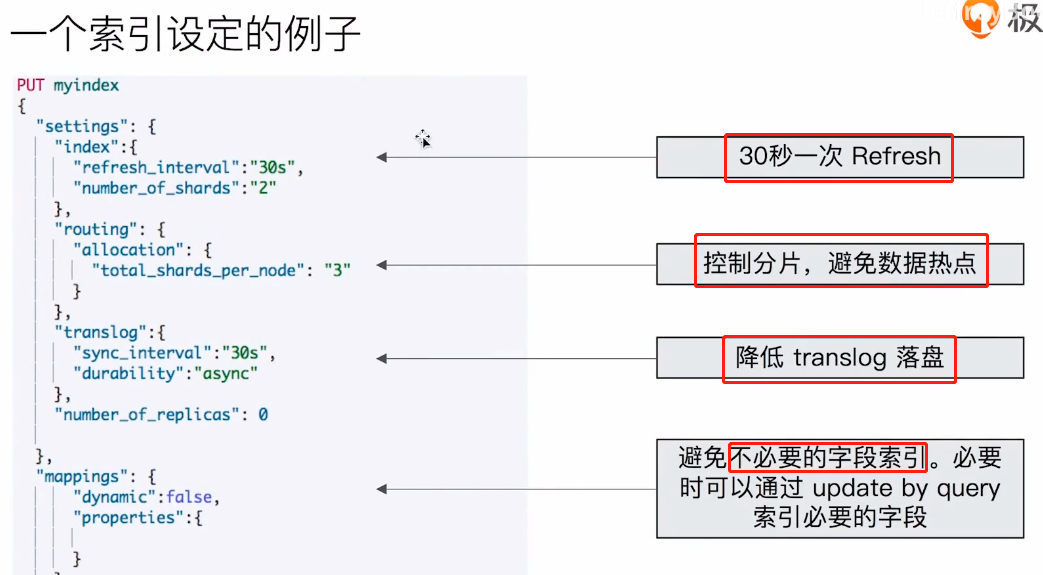 一个索引设定的例子
极
PUT myindex
{
"settings": {
"index":{
"refresh_interval":"30s",
"number_of_shards":"2"
},
"routing": {
"allocation": {
"total_shards_per_node": "3"
}
},
"translog":{
"sync_interval":"30s",
"durability":"async"
},
"number_of_replicas": 0
},
"mappings": {
"dynamic":false,
"properties":{
}
30秒一次 Refresh
控制分片，避免数据热点
降低 translog 落盘
避免不必要的字段索引。必要
时可以通过 update by query
索引必要的字段